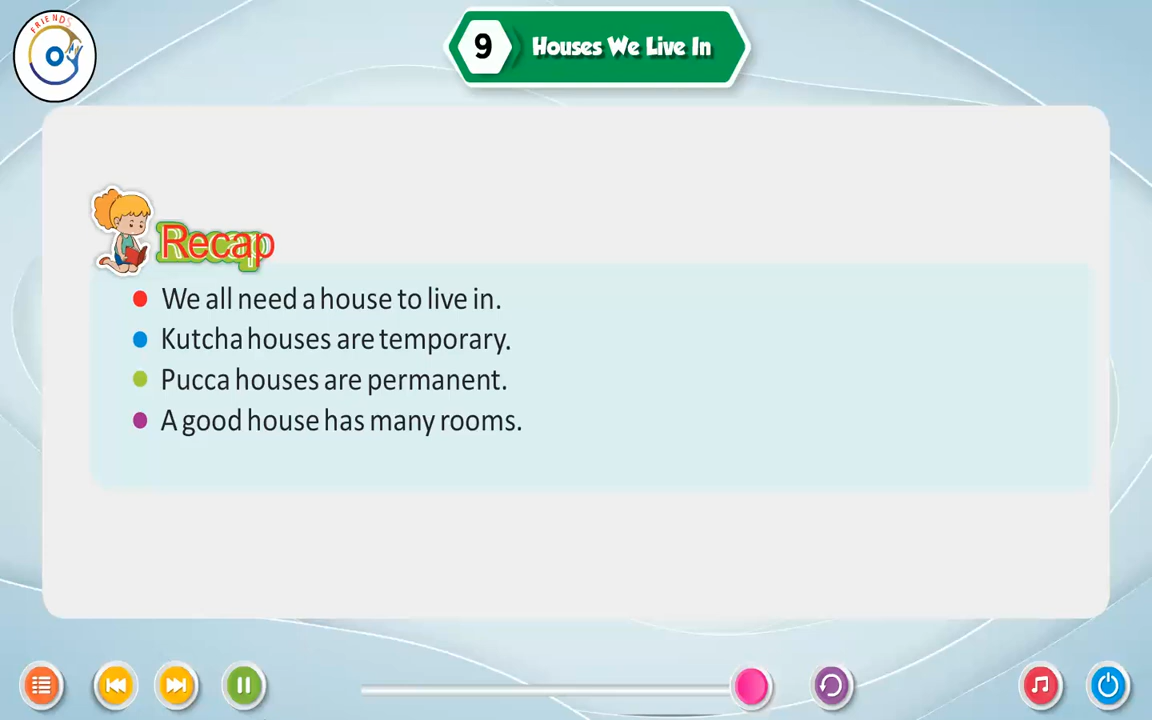 FRIENDS
9
Houses We Live In
Recap
We all need a house to live in.
Kutcha houses are temporary.
Pucca houses are permanent.
A good house has many rooms.